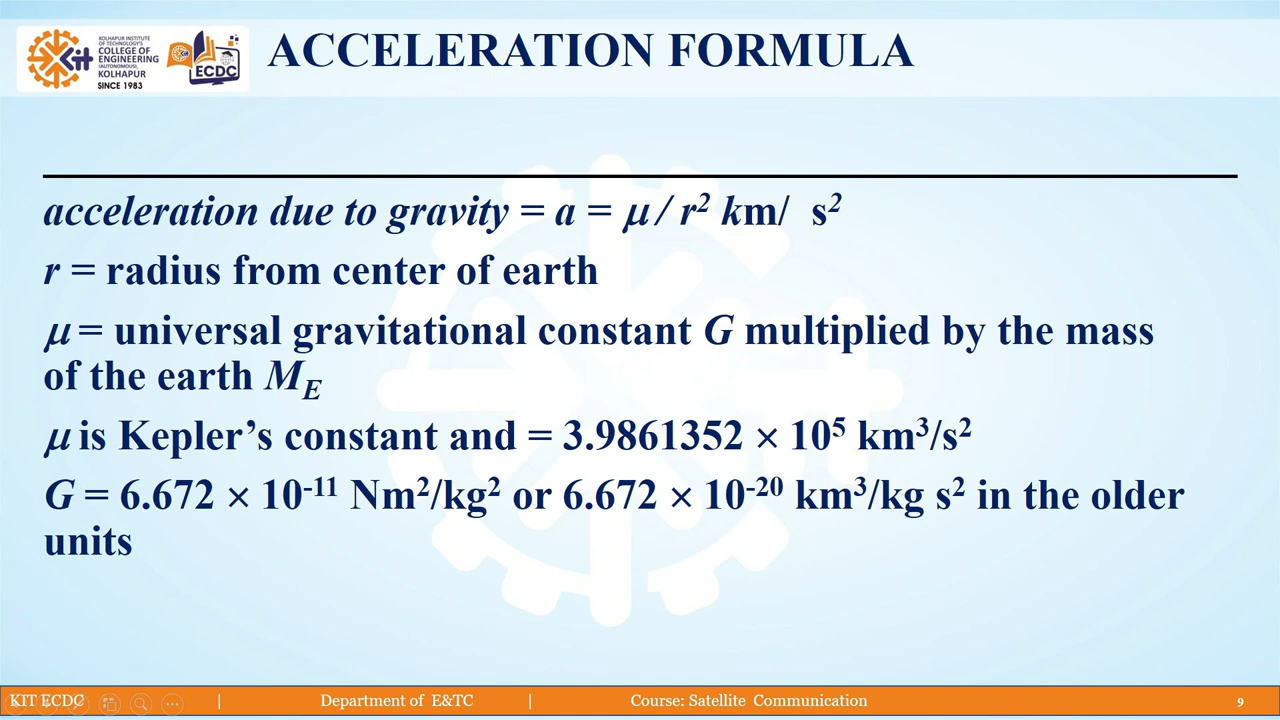 KOLHAPUR INSTITUTE
OF TECHNOLOGY'S
COLLEGE OF
ENGINEERING
(AUTONOMOUS),
KOLHAPUR
SINCE 1983
Kit
ECDC
ACCELERATION FORMULA
acceleration due to gravity = a = μ / r² km/ s²
r = radius from center of earth
μ = universal gravitational constant G multiplied by the mass
of the earth M_E
μ is Kepler’s constant and = 3.9861352 × 10⁵ km³/s²
G = 6.672 × 10⁻¹¹ Nm²/kg² or 6.672 × 10⁻²⁰ km³/kg s² in the older
units
KIT ECDC | Department of E&TC | Course: Satellite Communication 9